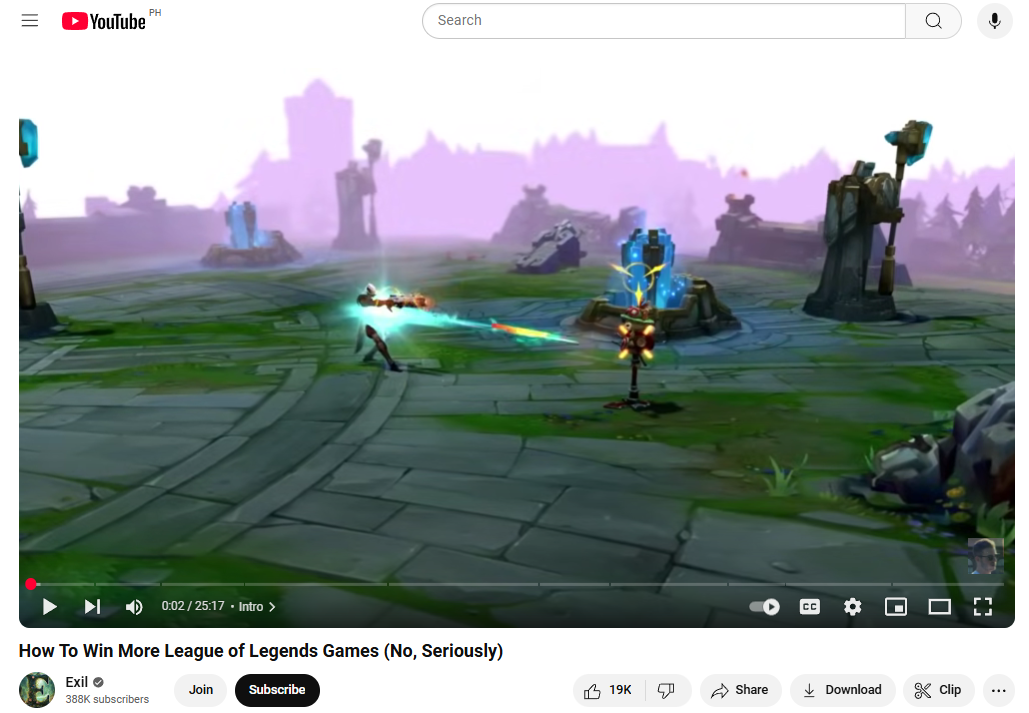 YouTube PH
Search
0:02 / 25:17 • Intro
CC
How To Win More League of Legends Games (No, Seriously)
Exil
388K subscribers
Join
Subscribe
19K
Share
Download
Clip